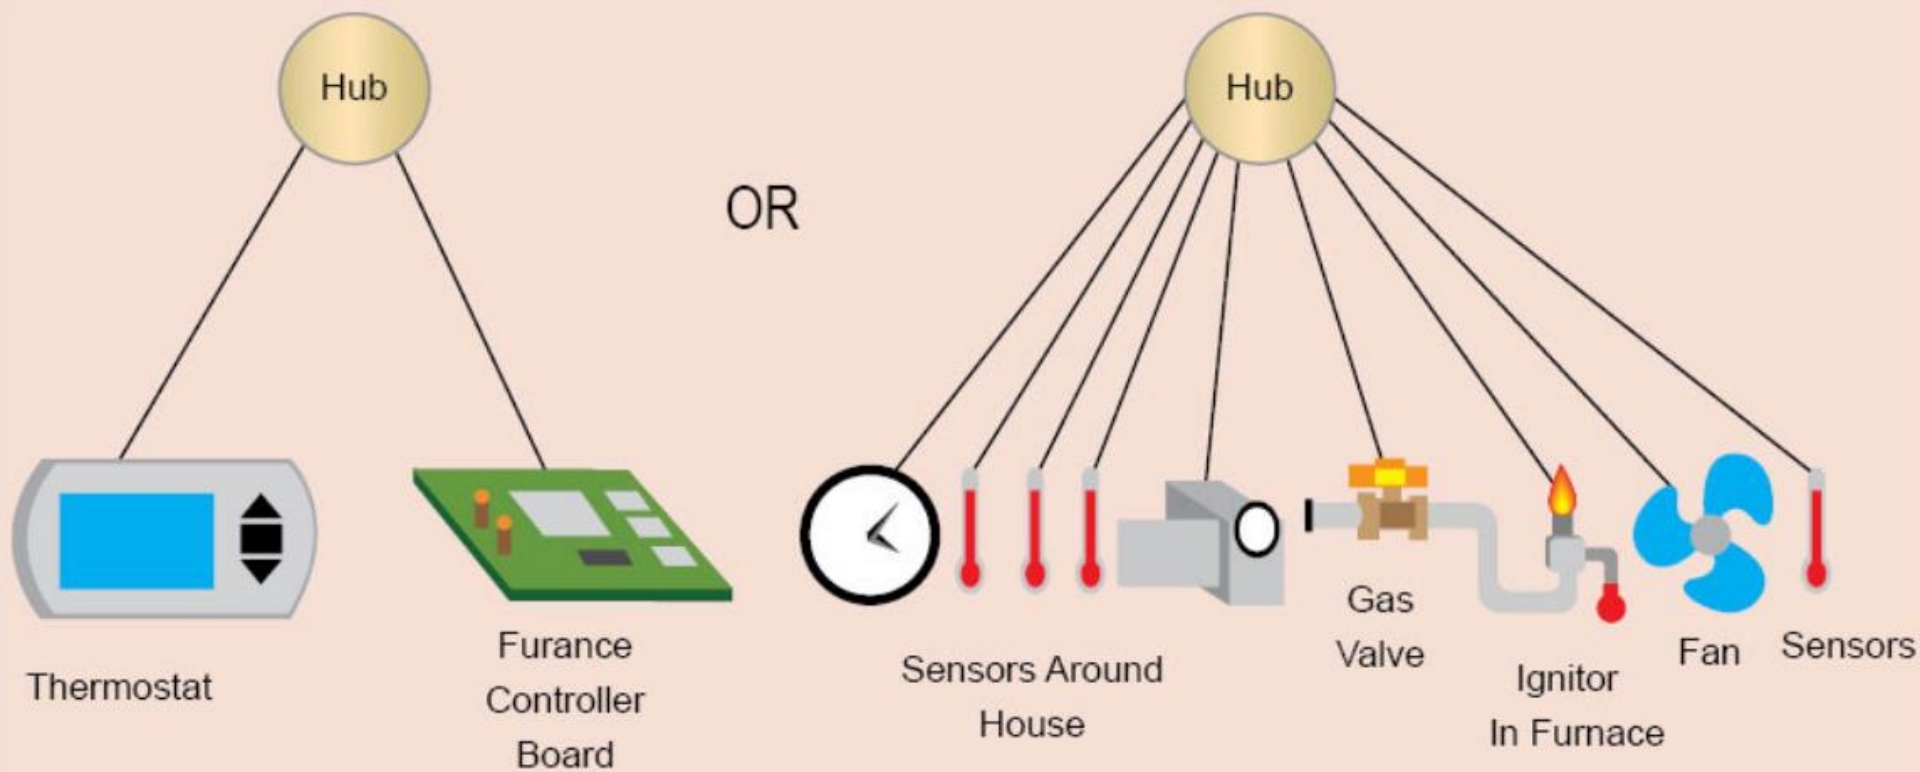 Hub
Hub
OR
Thermostat
Furance
Controller
Board
Sensors Around
House
Gas
Valve
Ignitor
In Furnace
Fan
Sensors